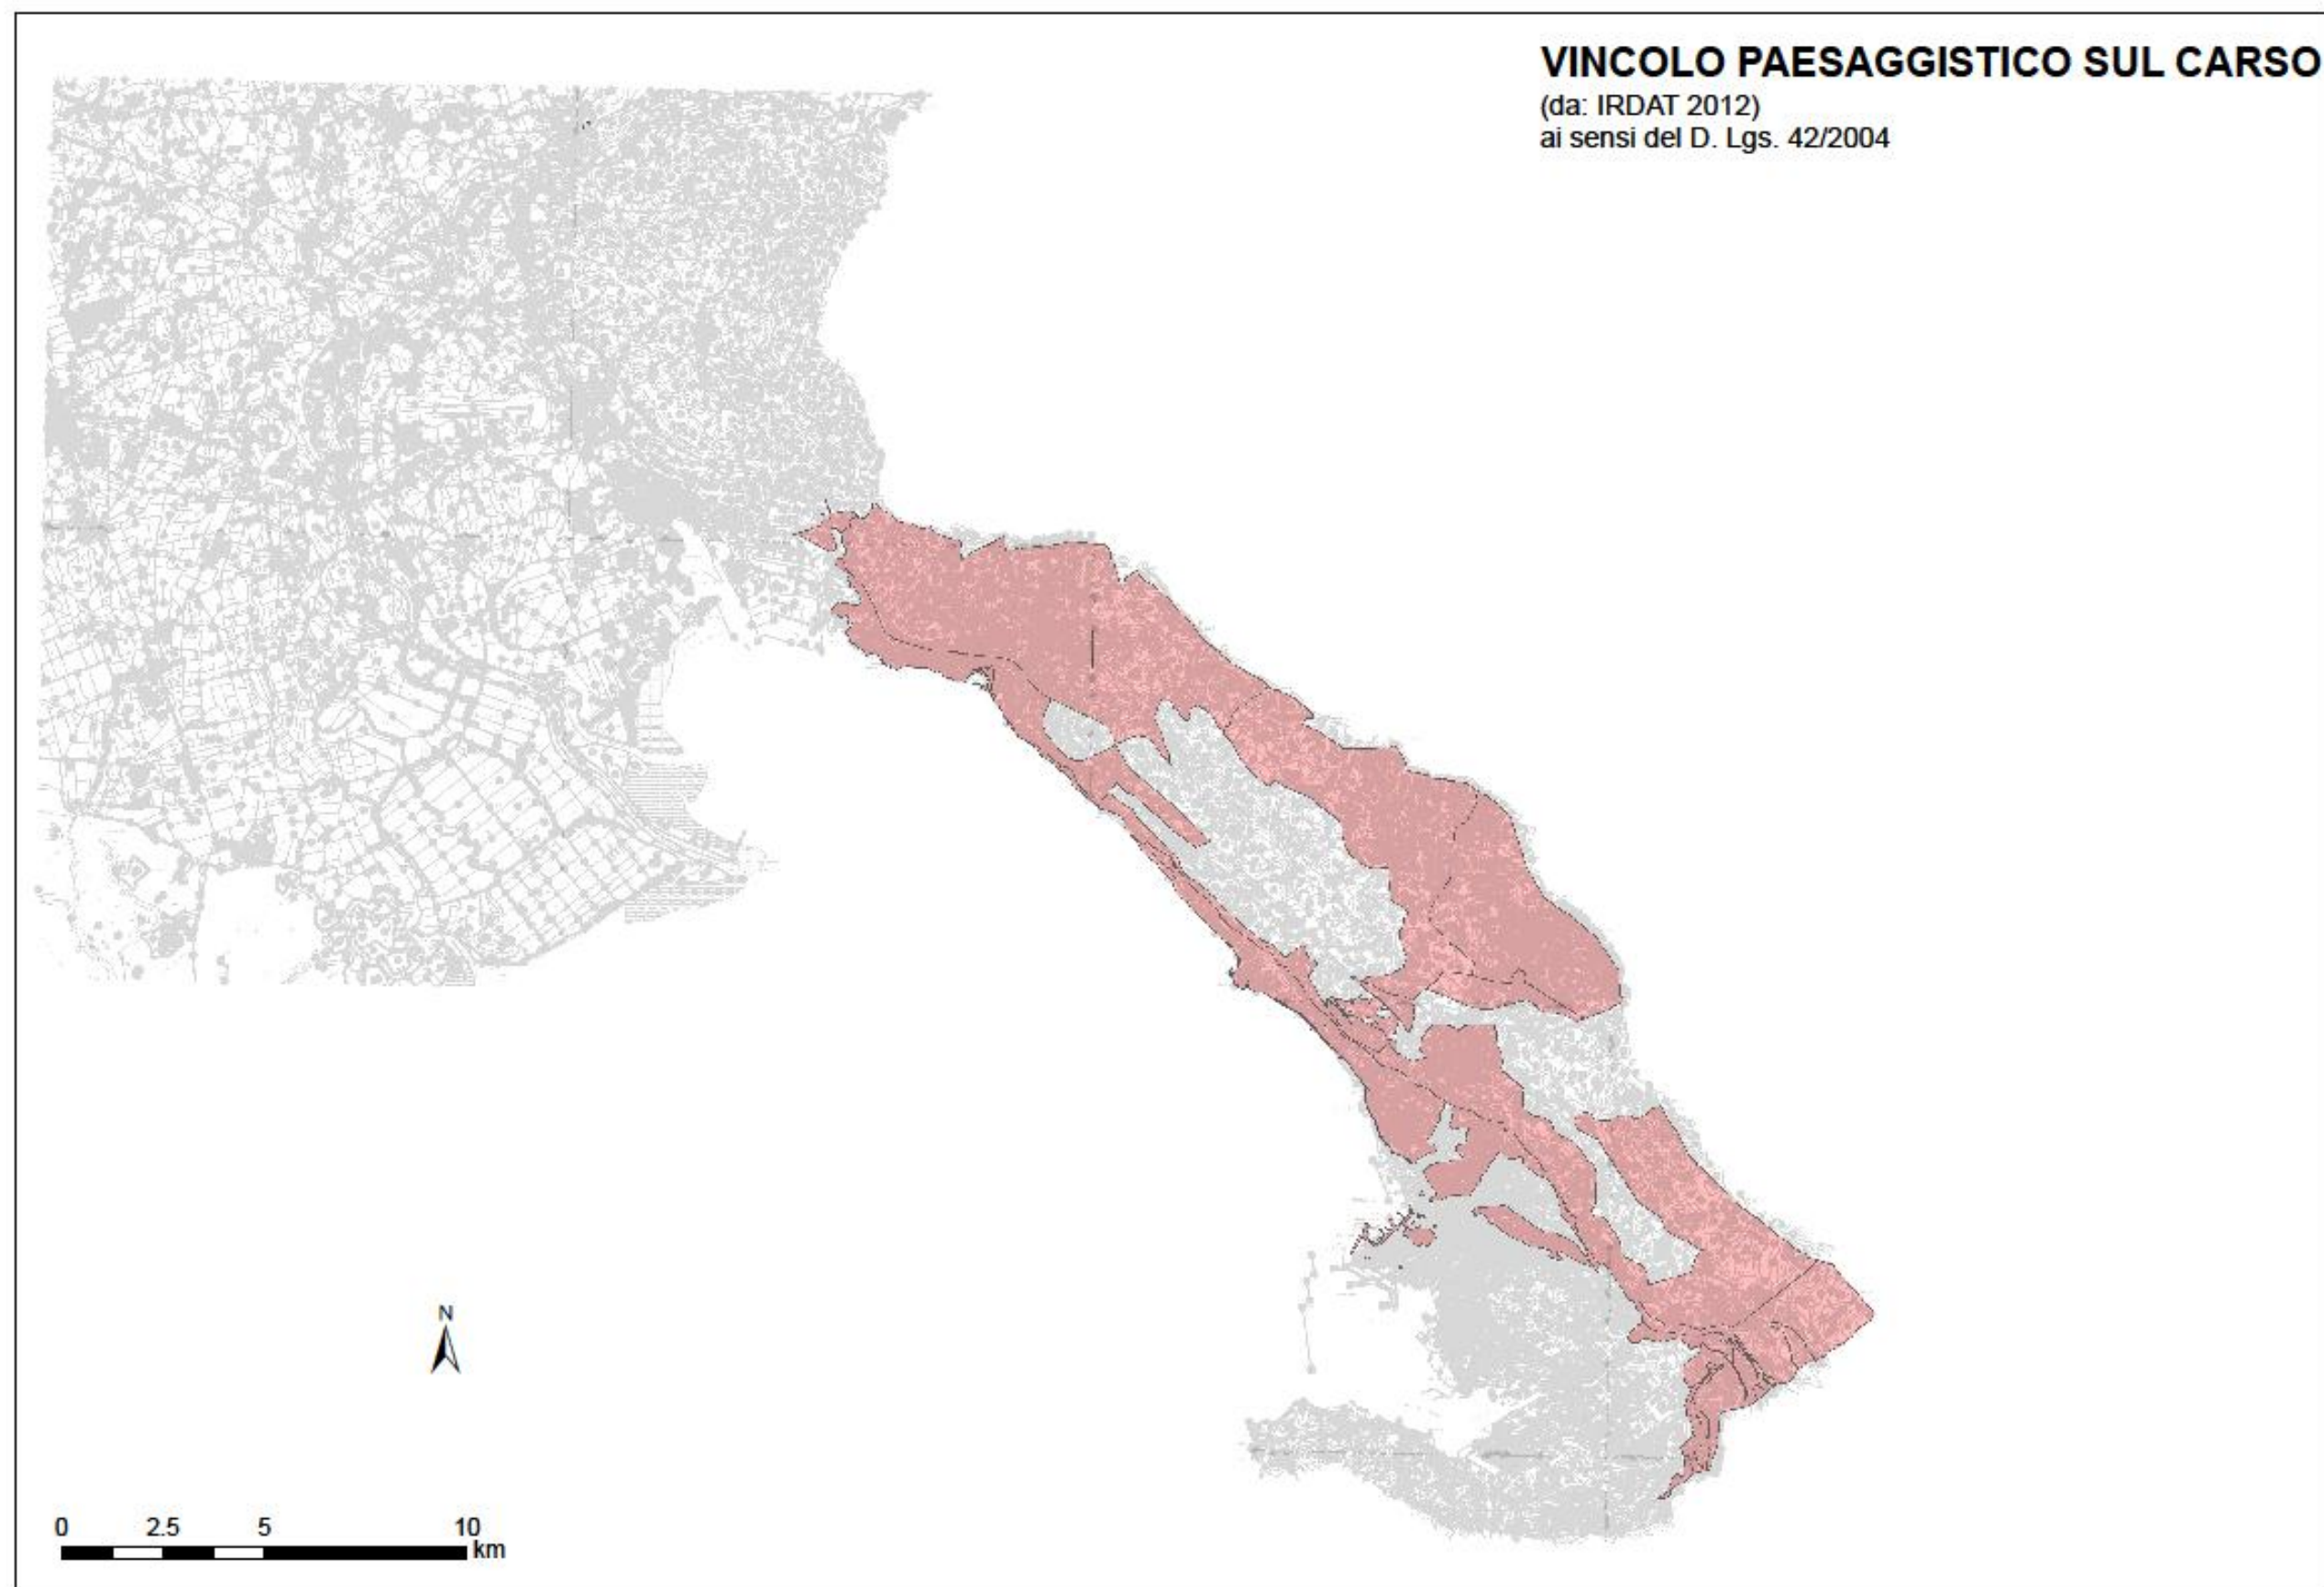 VINCOLO PAESAGGISTICO SUL CARSO
(da: IRDAT 2012)
ai sensi del D. Lgs. 42/2004
N
0 2.5 5 10
km